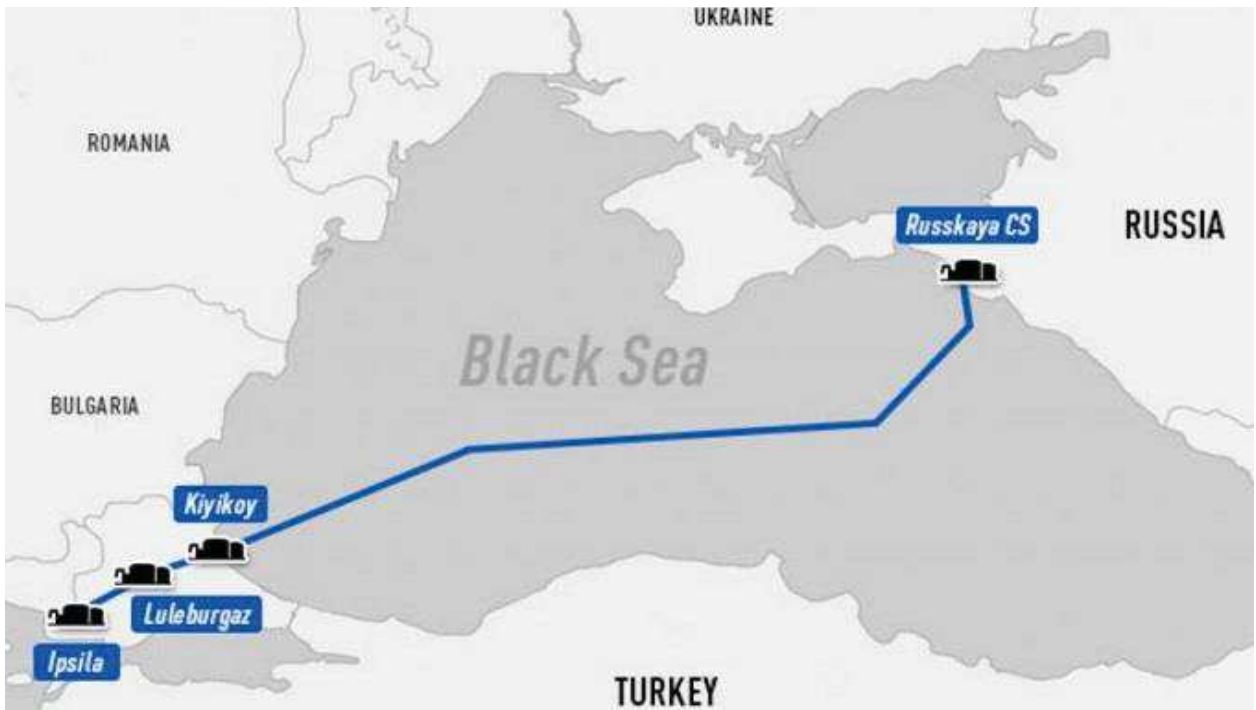 UKRAINE
ROMANIA
Russkaya CS
RUSSIA
Black Sea
BULGARIA
Kiyikoy
Luleburgaz
Ipsila
TURKEY